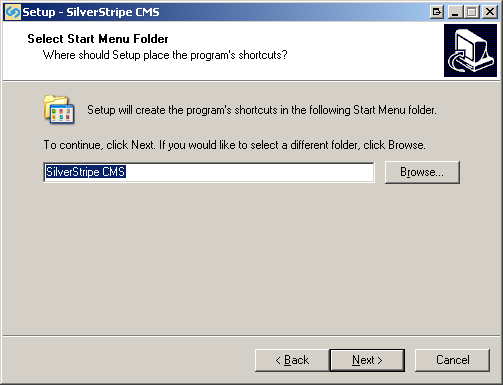 Setup - SilverStripe CMS
Select Start Menu Folder
Where should Setup place the program's shortcuts?
Setup will create the program's shortcuts in the following Start Menu folder.
To continue, click Next. If you would like to select a different folder, click Browse.
SilverStripe CMS
Browse...
< Back
Next >
Cancel